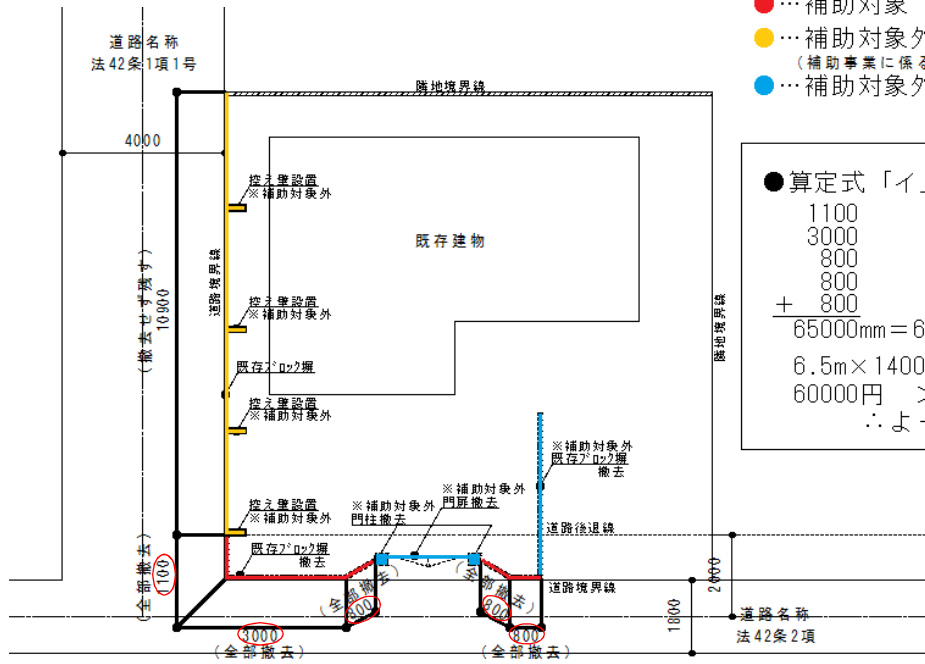 ●…補助対象
●…補助対象外
(補助事業に係る
●…補助対象外
道路名称
法42条1項1号
隣地境界線
4000
控え壁設置
※補助対象外
既存建物
道路境界線
(撤去せず残す)
10900
控え壁設置
※補助対象外
隣地境界線
既存ブロック塀
控え壁設置
※補助対象外
※補助対象外
既存ブロック塀
撤去
控え壁設置
※補助対象外
※補助対象外
門柱撤去
※補助対象外
門扉撤去
道路後退線
既存ブロック塀
撤去
(全部撤去)
1100
(全部撤去)
800
(全部撤去)
800
道路境界線
2000
1800
道路名称
法42条2項
3000
(全部撤去)
800
(全部撤去)
●算定式「イ」
1100
3000
800
800
+ 800
65000mm=6
6.5m×1400
60000円 >
∴よっ